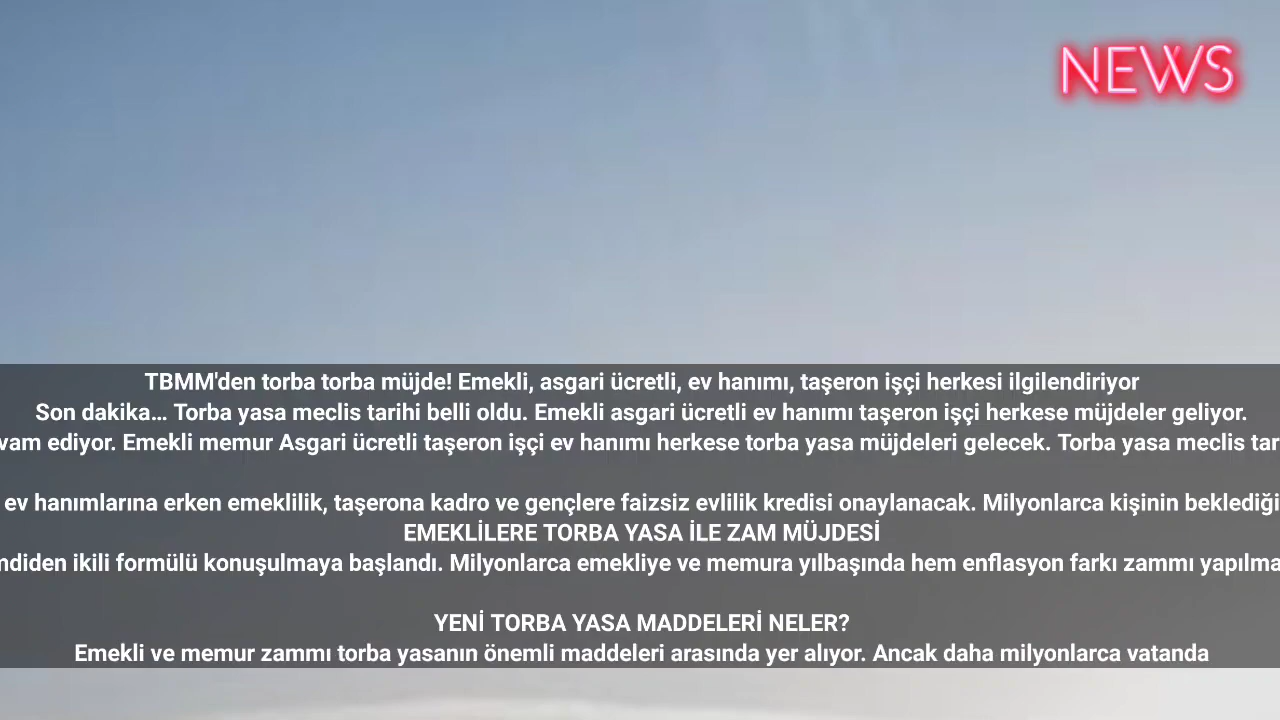 NEWS
TBMM'den torba torba müjde! Emekli, asgari ücretli, ev hanımı, taşeron işçi herkesi ilgilendiriyor
Son dakika… Torba yasa meclis tarihi belli oldu. Emekli asgari ücretli ev hanımı taşeron işçi herkese müjdeler geliyor.
vam ediyor. Emekli memur Asgari ücretli taşeron işçi ev hanımı herkese torba yasa müjdeleri gelecek. Torba yasa meclis tar
ev hanımlarına erken emeklilik, taşerona kadro ve gençlere faizsiz evlilik kredisi onaylanacak. Milyonlarca kişinin beklediği
EMEKLİLERE TORBA YASA İLE ZAM MÜJDESİ
mdiden ikili formülü konuşulmaya başlandı. Milyonlarca emekliye ve memura yılbaşında hem enflasyon farkı zammı yapılma
YENİ TORBA YASA MADDELERİ NELER?
Emekli ve memur zammı torba yasanın önemli maddeleri arasında yer alıyor. Ancak daha milyonlarca vatanda